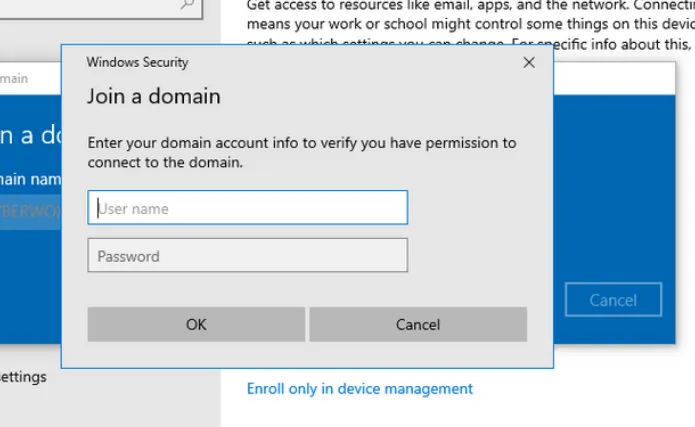 Get access to resources like email, apps, and the network. Connectin
means your work or school might control some things on this devic
such as which settings you can change. For specific info about this,
main
Windows Security
Join a domain
n a do
Enter your domain account info to verify you have permission to
connect to the domain.
main nam
User name
BERWO
Password
OK
Cancel
Cancel
settings
Enroll only in device management